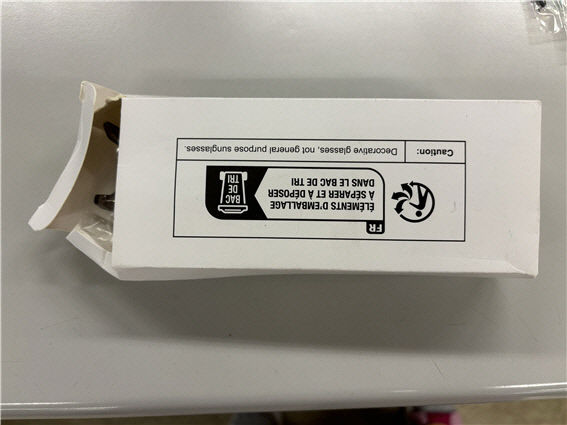 FR
ÉLÉMENTS D'EMBALLAGE
À SÉPARER ET À DÉPOSER
DANS LE BAC DE TRI
BAC
DE
TRI
Caution: Decorative glasses, not general purpose sunglasses.